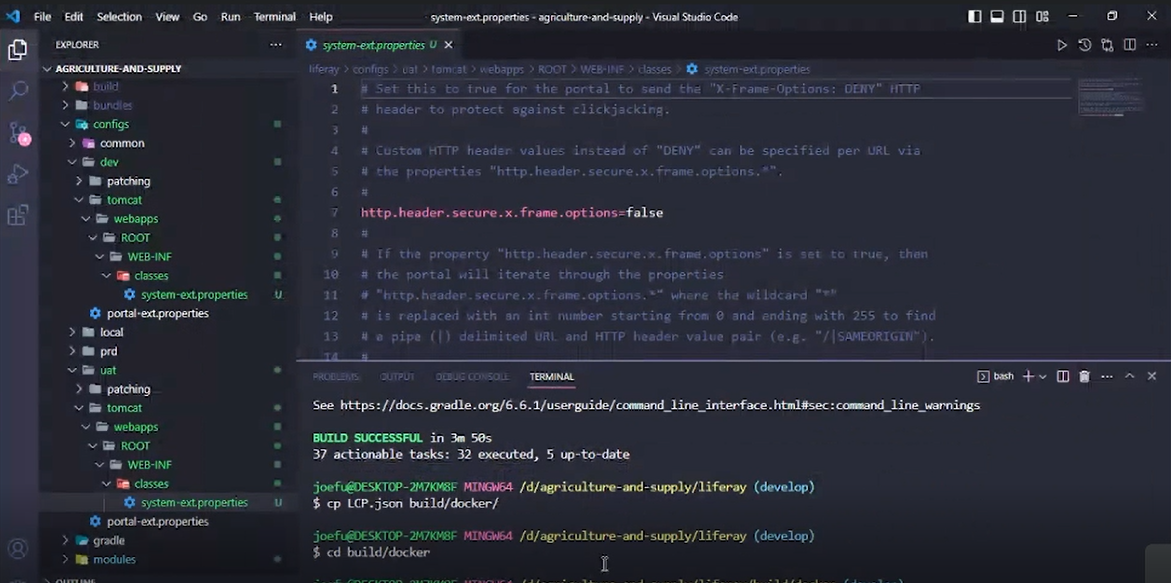 File Edit Selection View Go Run Terminal Help system-ext.properties - agriculture-and-supply - Visual Studio Code
EXPLORER ···
AGRICULTURE-AND-SUPPLY
build
bundles
configs
common
dev
patching
tomcat
webapps
ROOT
WEB-INF
classes
system-ext.properties U
portal-ext.properties
local
prd
uat
patching
tomcat
webapps
ROOT
WEB-INF
classes
system-ext.properties U
portal-ext.properties
gradle
modules
OUTLINE
system-ext.properties U ×
liferay > configs > uat > tomcat > webapps > ROOT > WEB-INF > classes > system-ext.properties
1 # Set this to true for the portal to send the "X-Frame-Options: DENY" HTTP
2 # header to protect against clickjacking.
3 #
4 # Custom HTTP header values instead of "DENY" can be specified per URL via
5 # the properties "http.header.secure.x.frame.options.*".
6 #
7 http.header.secure.x.frame.options=false
8 #
9 # If the property "http.header.secure.x.frame.options" is set to true, then
10 # the portal will iterate through the properties
11 # "http.header.secure.x.frame.options.*" where the wildcard "*"
12 # is replaced with an int number starting from 0 and ending with 255 to find
13 # a pipe (|) delimited URL and HTTP header value pair (e.g. "/|SAMEORIGIN").
14 #
PROBLEMS OUTPUT DEBUG CONSOLE TERMINAL bash
See https://docs.gradle.org/6.6.1/userguide/command_line_interface.html#sec:command_line_warnings
BUILD SUCCESSFUL in 3m 50s
37 actionable tasks: 32 executed, 5 up-to-date
joefu@DESKTOP-2M7KM8F MINGW64 /d/agriculture-and-supply/liferay (develop)
$ cp LCP.json build/docker/
joefu@DESKTOP-2M7KM8F MINGW64 /d/agriculture-and-supply/liferay (develop)
$ cd build/docker
joefu@DESKTOP-2M7KM8F MINGW64 /d/agriculture-and-supply/liferay/build/docker (develop)